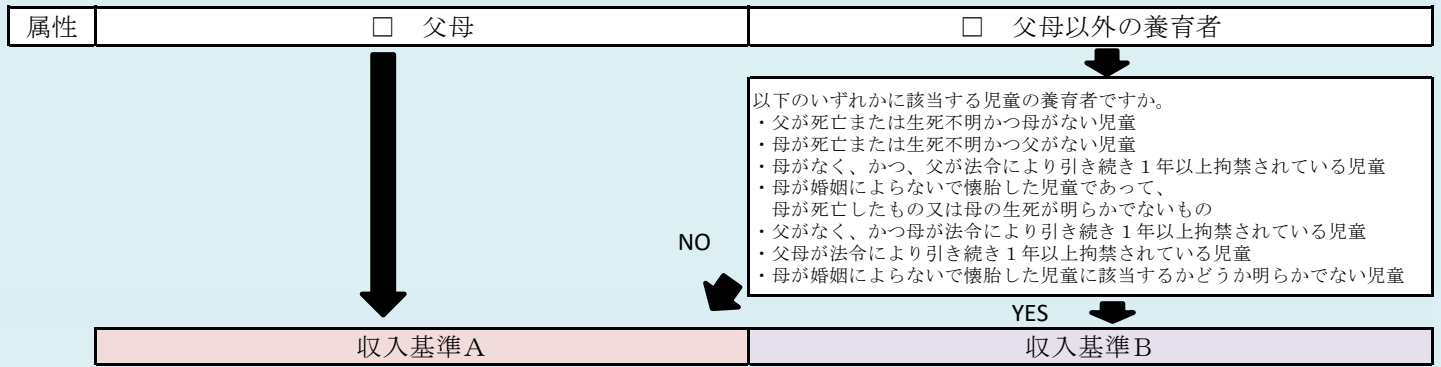 属性 □ 父母 □ 父母以外の養育者
以下のいずれかに該当する児童の養育者ですか。
・父が死亡または生死不明かつ母がない児童
・母が死亡または生死不明かつ父がない児童
・母がなく、かつ、父が法令により引き続き１年以上拘禁されている児童
・母が婚姻によらないで懐胎した児童であって、
母が死亡したもの又は母の生死が明らかでないもの
・父がなく、かつ母が法令により引き続き１年以上拘禁されている児童
・父母が法令により引き続き１年以上拘禁されている児童
・母が婚姻によらないで懐胎した児童に該当するかどうか明らかでない児童
NO
YES
収入基準Ａ 収入基準Ｂ